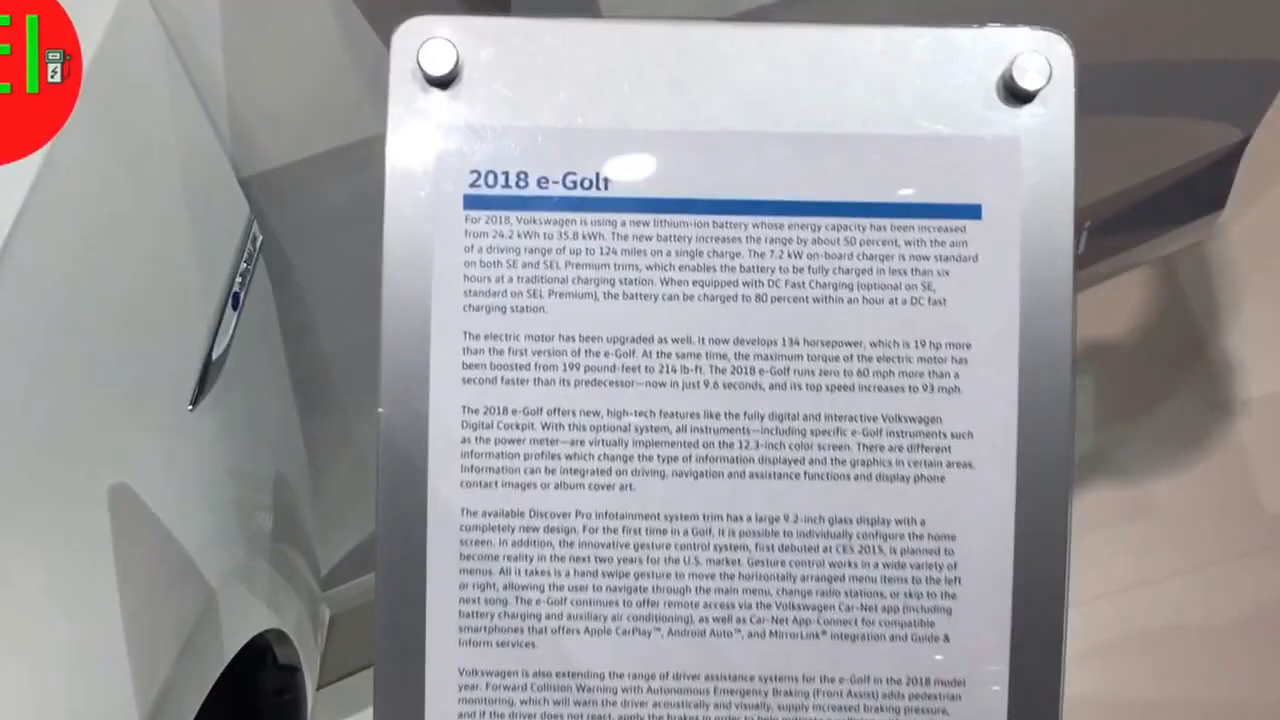 EI
2018 e-Golf
For 2018, Volkswagen is using a new lithium-ion battery whose energy capacity has been increased
from 24.2 kWh to 35.8 kWh. The new battery increases the range by about 50 percent, with the aim
of a driving range of up to 124 miles on a single charge. The 7.2 kW on-board charger is now standard
on both SE and SEL Premium trims, which enables the battery to be fully charged in less than six
hours at a traditional charging station. When equipped with DC Fast Charging (optional on SE,
standard on SEL Premium), the battery can be charged to 80 percent within an hour at a DC fast
charging station.
The electric motor has been upgraded as well. It now develops 134 horsepower, which is 19 hp more
than the first version of the e-Golf. At the same time, the maximum torque of the electric motor has
been boosted from 199 pound-feet to 214 lb-ft. The 2018 e-Golf runs zero to 60 mph more than a
second faster than its predecessor—now in just 9.6 seconds, and its top speed increases to 93 mph.
The 2018 e-Golf offers new, high-tech features like the fully digital and interactive Volkswagen
Digital Cockpit. With this optional system, all instruments—including specific e-Golf instruments such
as the power meter—are virtually implemented on the 12.3-inch color screen. There are different
information profiles which change the type of information displayed and the graphics in certain areas.
Information can be integrated on driving, navigation and assistance functions and display phone
contact images or album cover art.
The available Discover Pro infotainment system trim has a large 9.2-inch glass display with a
completely new design. For the first time in a Golf, it is possible to individually configure the home
screen. In addition, the innovative gesture control system, first debuted at CES 2015, is planned to
become reality in the next two years for the U.S. market. Gesture control works in a wide variety of
menus. All it takes is a hand swipe gesture to move the horizontally arranged menu items to the left
or right, allowing the user to navigate through the main menu, change radio stations, or skip to the
next song. The e-Golf continues to offer remote access via the Volkswagen Car-Net app (including
battery charging and auxiliary air conditioning), as well as Car-Net App-Connect for compatible
smartphones that offers Apple CarPlay™, Android Auto™, and MirrorLink® integration and Guide &
Inform services.
Volkswagen is also extending the range of driver assistance systems for the e-Golf in the 2018 model
year. Forward Collision Warning with Autonomous Emergency Braking (Front Assist) adds pedestrian
monitoring, which will warn the driver acoustically and visually, supply increased braking pressure,
and if the driver does not react, apply the brakes in order to help mitigate a